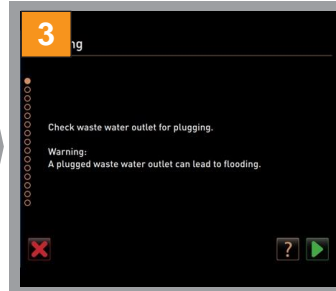 3
ng
Check waste water outlet for plugging.
Warning:
A plugged waste water outlet can lead to flooding.
?